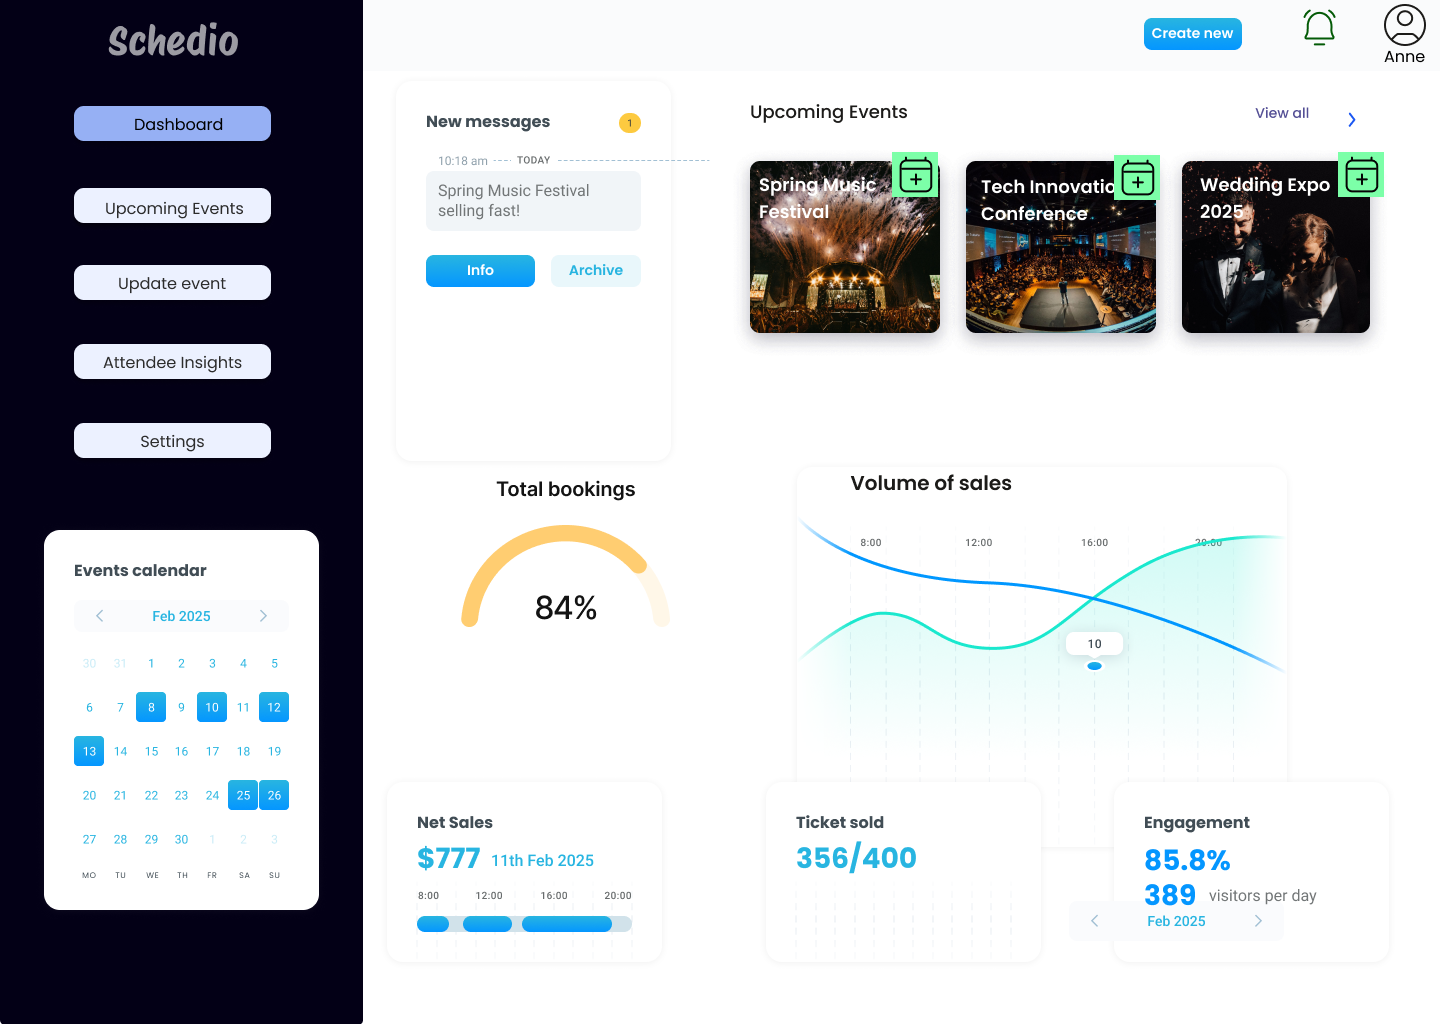 Schedio
Dashboard
Upcoming Events
Update event
Attendee Insights
Settings
Events calendar
Feb 2025
30 31 1 2 3 4 5
6 7 8 9 10 11 12
13 14 15 16 17 18 19
20 21 22 23 24 25 26
27 28 29 30 1 2 3
MO TU WE TH FR SA SU
Create new
Anne
New messages
1
10:18 am TODAY
Spring Music Festival
selling fast!
Info Archive
Upcoming Events
View all
Spring Music
Festival
Tech Innovatio
Conference
Wedding Expo
2025
Total bookings
84%
Volume of sales
8:00 12:00 16:00 20:00
10
Net Sales
$777 11th Feb 2025
8:00 12:00 16:00 20:00
Ticket sold
356/400
Engagement
85.8%
389 visitors per day
Feb 2025